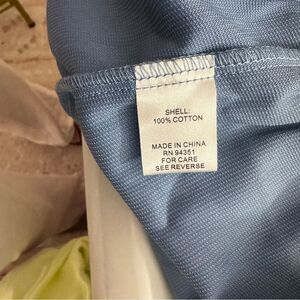 SHELL
100% COTTON
MADE IN CHINA
RN 94351
FOR CARE
SEE REVERSE